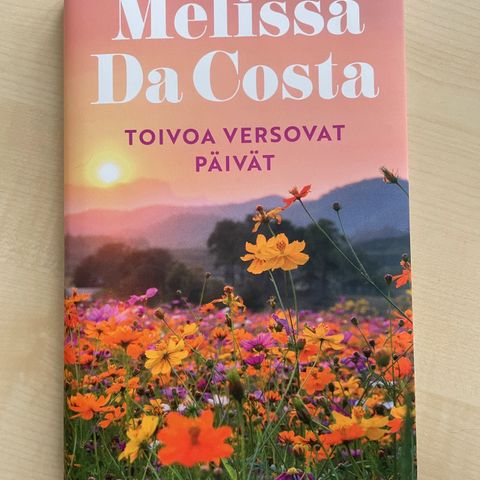 Melissa
Da Costa
TOIVOA VERSOVAT
PÄIVÄT